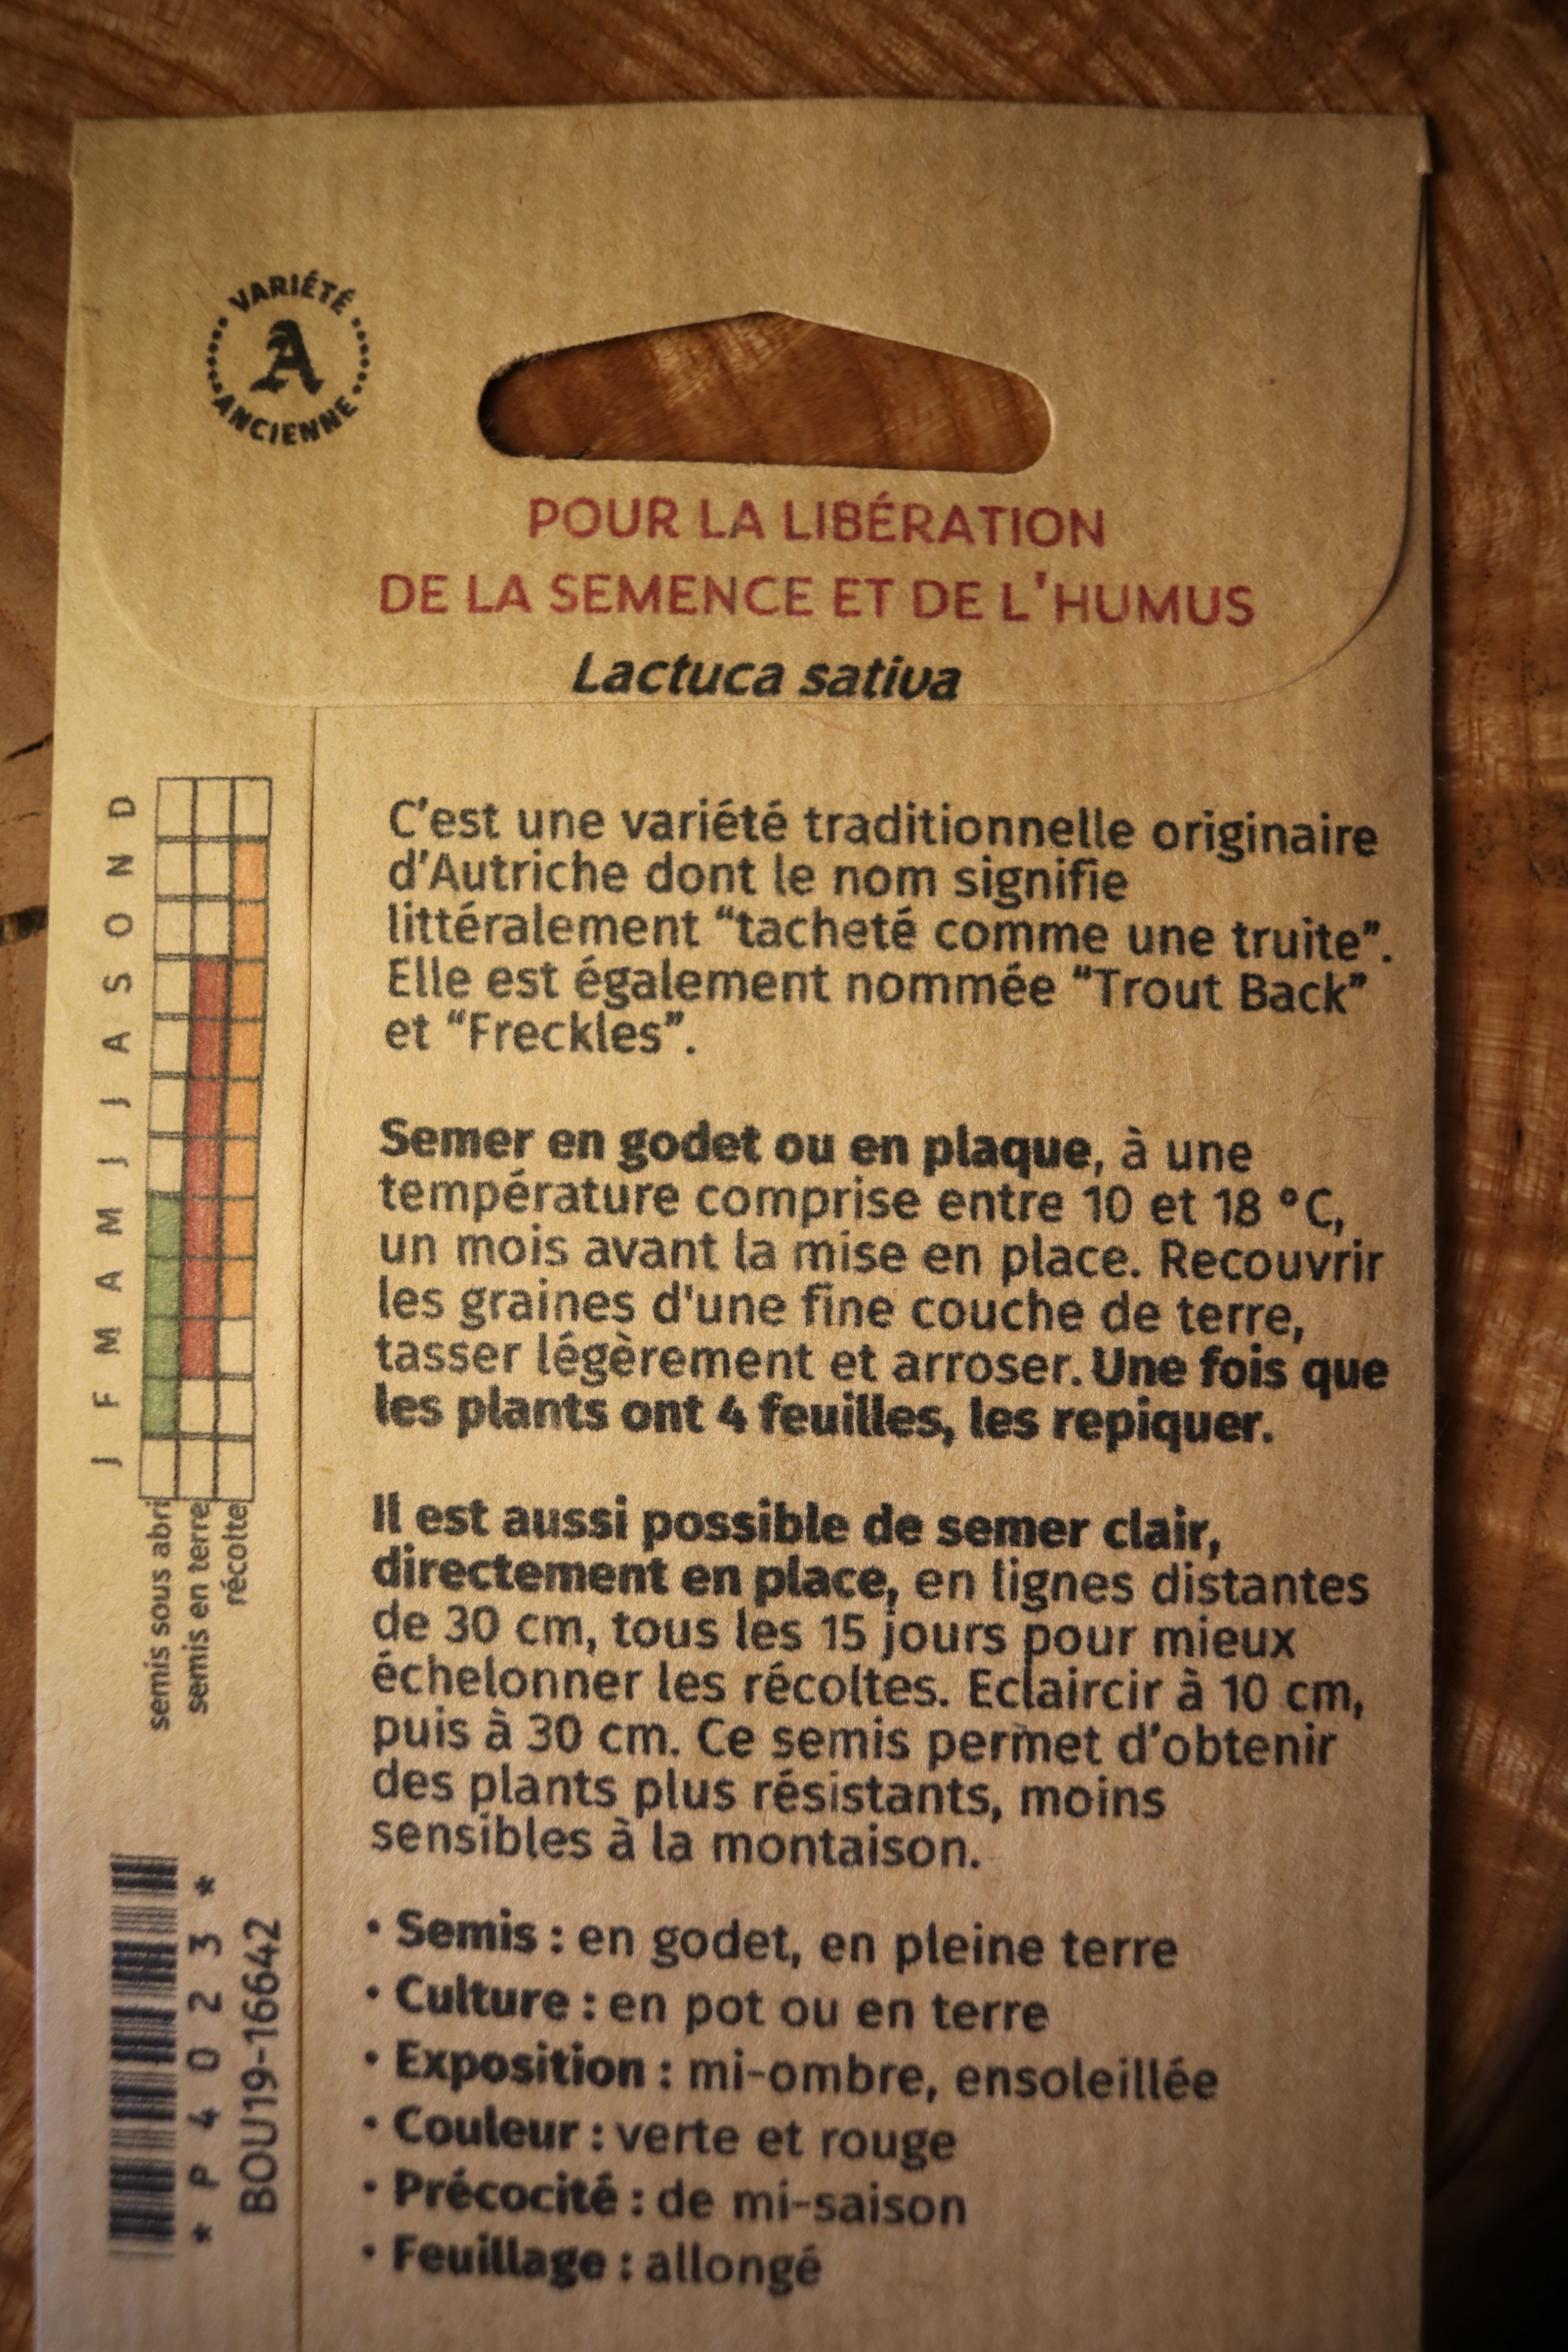 VARIÉTÉ
A
ANCIENNE
POUR LA LIBÉRATION
DE LA SEMENCE ET DE L'HUMUS
Lactuca sativa
C’est une variété traditionnelle originaire
d’Autriche dont le nom signifie
littéralement “tacheté comme une truite”.
Elle est également nommée “Trout Back”
et “Freckles”.
Semer en godet ou en plaque, à une
température comprise entre 10 et 18 °C,
un mois avant la mise en place. Recouvrir
les graines d'une fine couche de terre,
tasser légèrement et arroser. Une fois que
les plants ont 4 feuilles, les repiquer.
Il est aussi possible de semer clair,
directement en place, en lignes distantes
de 30 cm, tous les 15 jours pour mieux
échelonner les récoltes. Eclaircir à 10 cm,
puis à 30 cm. Ce semis permet d’obtenir
des plants plus résistants, moins
sensibles à la montaison.
• Semis : en godet, en pleine terre
• Culture : en pot ou en terre
• Exposition : mi-ombre, ensoleillée
• Couleur : verte et rouge
• Précocité : de mi-saison
• Feuillage : allongé
J F M A M J J A S O N D
semis sous abri
semis en terre
récolte
* P 4 0 2 3 *
BOU19-16642